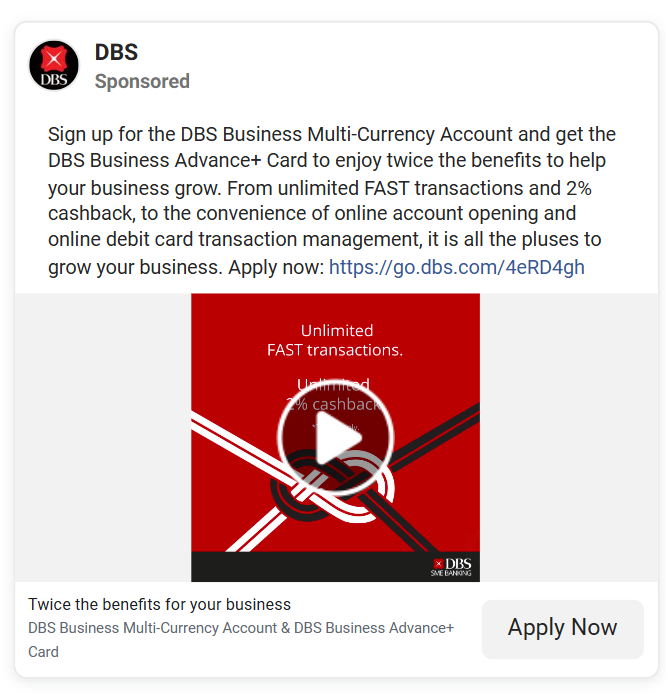 DBS
DBS
Sponsored
Sign up for the DBS Business Multi-Currency Account and get the
DBS Business Advance+ Card to enjoy twice the benefits to help
your business grow. From unlimited FAST transactions and 2%
cashback, to the convenience of online account opening and
online debit card transaction management, it is all the pluses to
grow your business. Apply now: https://go.dbs.com/4eRD4gh
Unlimited
FAST transactions.
Unlimited
2% cashback
DBS
SME BANKING
Twice the benefits for your business
DBS Business Multi-Currency Account & DBS Business Advance+
Card
Apply Now